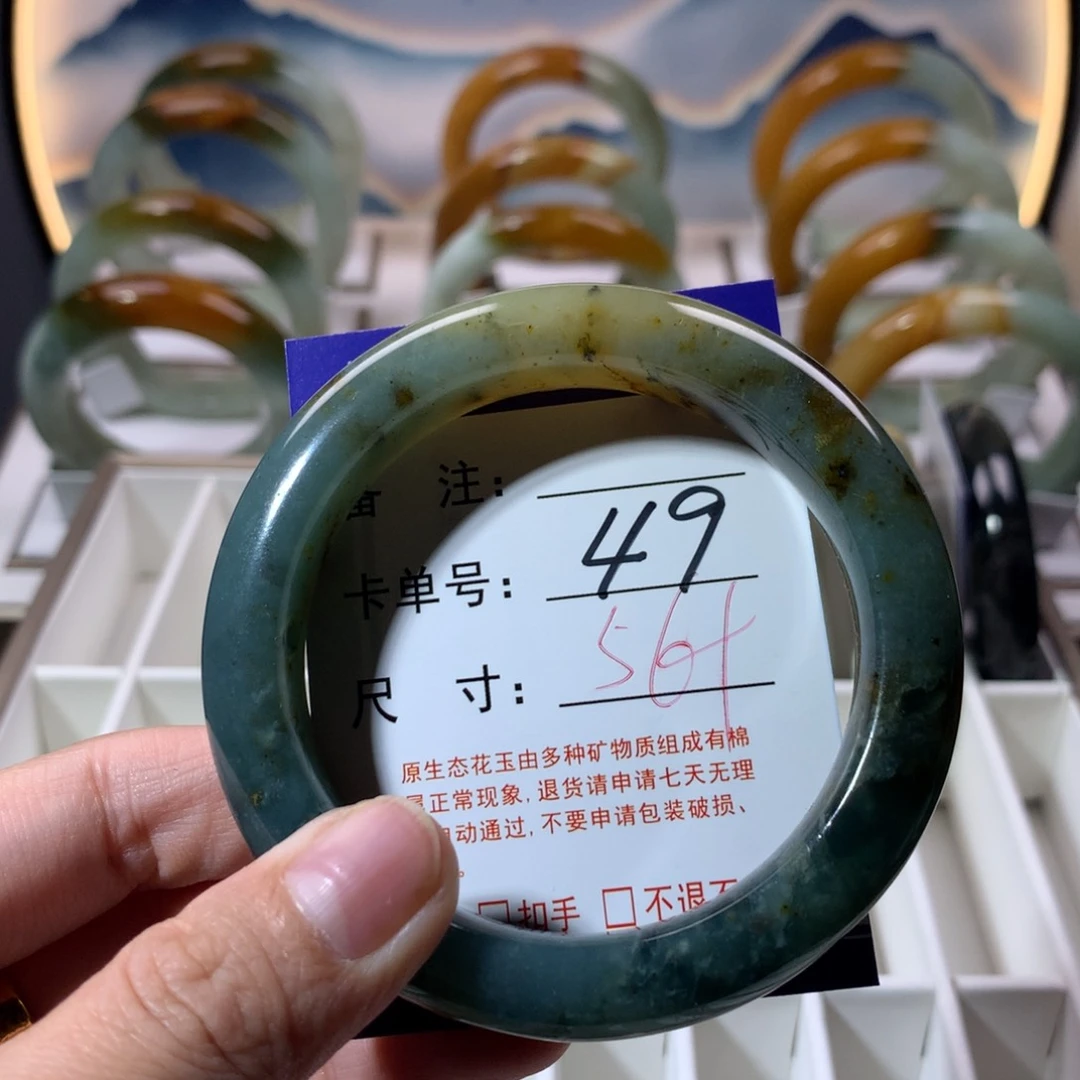 注:
卡单号: 49
尺 寸: 56+
原生态花玉由多种矿物质组成有棉
正常现象,退货请申请七天无理
动通过,不要申请包装破损、
。
□扣手 □不退